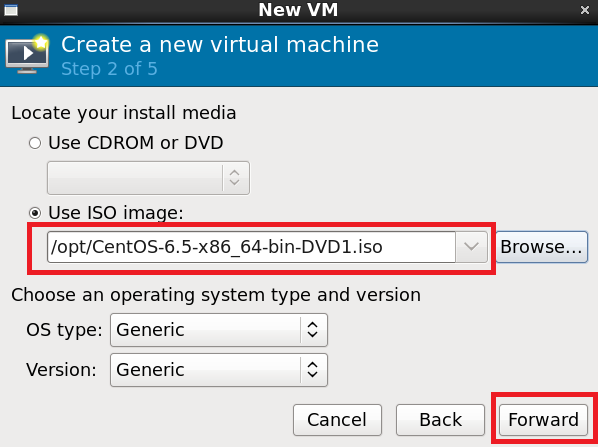 New VM
Create a new virtual machine
Step 2 of 5
Locate your install media
Use CDROM or DVD
Use ISO image:
/opt/CentOS-6.5-x86_64-bin-DVD1.iso Browse...
Choose an operating system type and version
OS type: Generic
Version: Generic
Cancel Back Forward